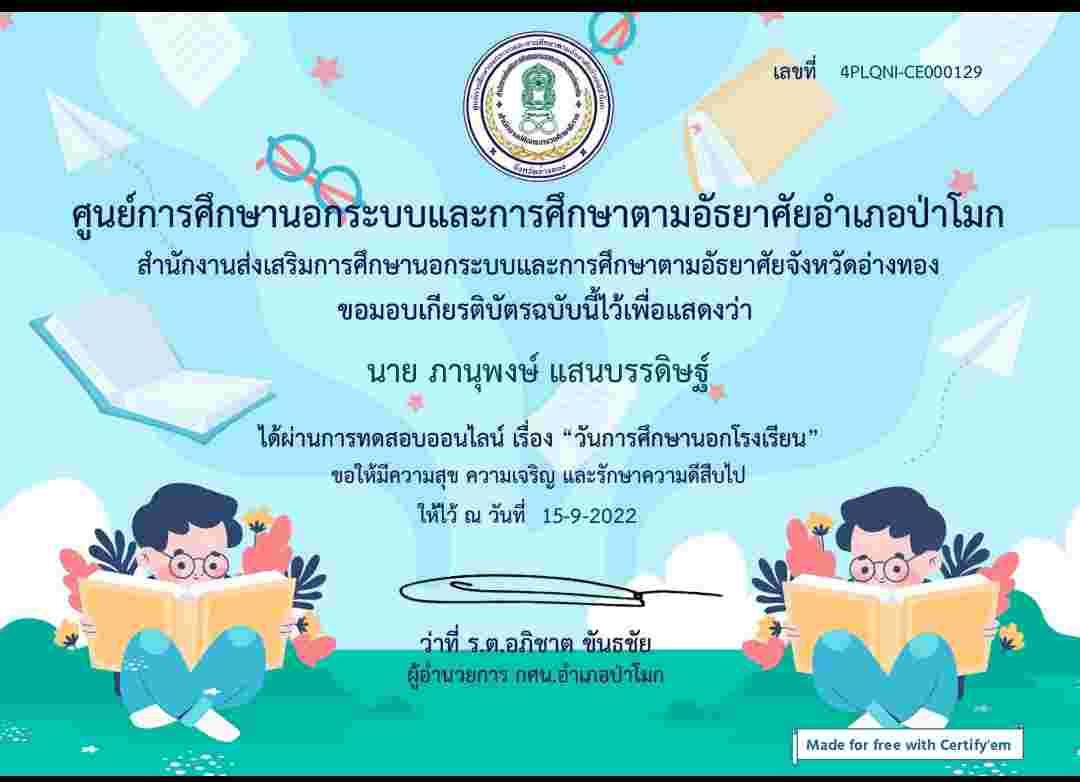 เลขที่ 4PLQNI-CE000129
ศูนย์การศึกษานอกระบบและการศึกษาตามอัธยาศัยอำเภอป่าโมก
สำนักงานส่งเสริมการศึกษานอกระบบและการศึกษาตามอัธยาศัยจังหวัดอ่างทอง
ขอมอบเกียรติบัตรฉบับนี้ไว้เพื่อแสดงว่า
นาย ภานุพงษ์ แสนบรรดิษฐ์
ได้ผ่านการทดสอบออนไลน์ เรื่อง “วันการศึกษานอกโรงเรียน”
ขอให้มีความสุข ความเจริญ และรักษาความดีสืบไป
ให้ไว้ ณ วันที่ 15-9-2022
ว่าที่ ร.ต.อภิชาต ขันธชัย
ผู้อำนวยการ กศน.อำเภอป่าโมก
Made for free with Certify'em